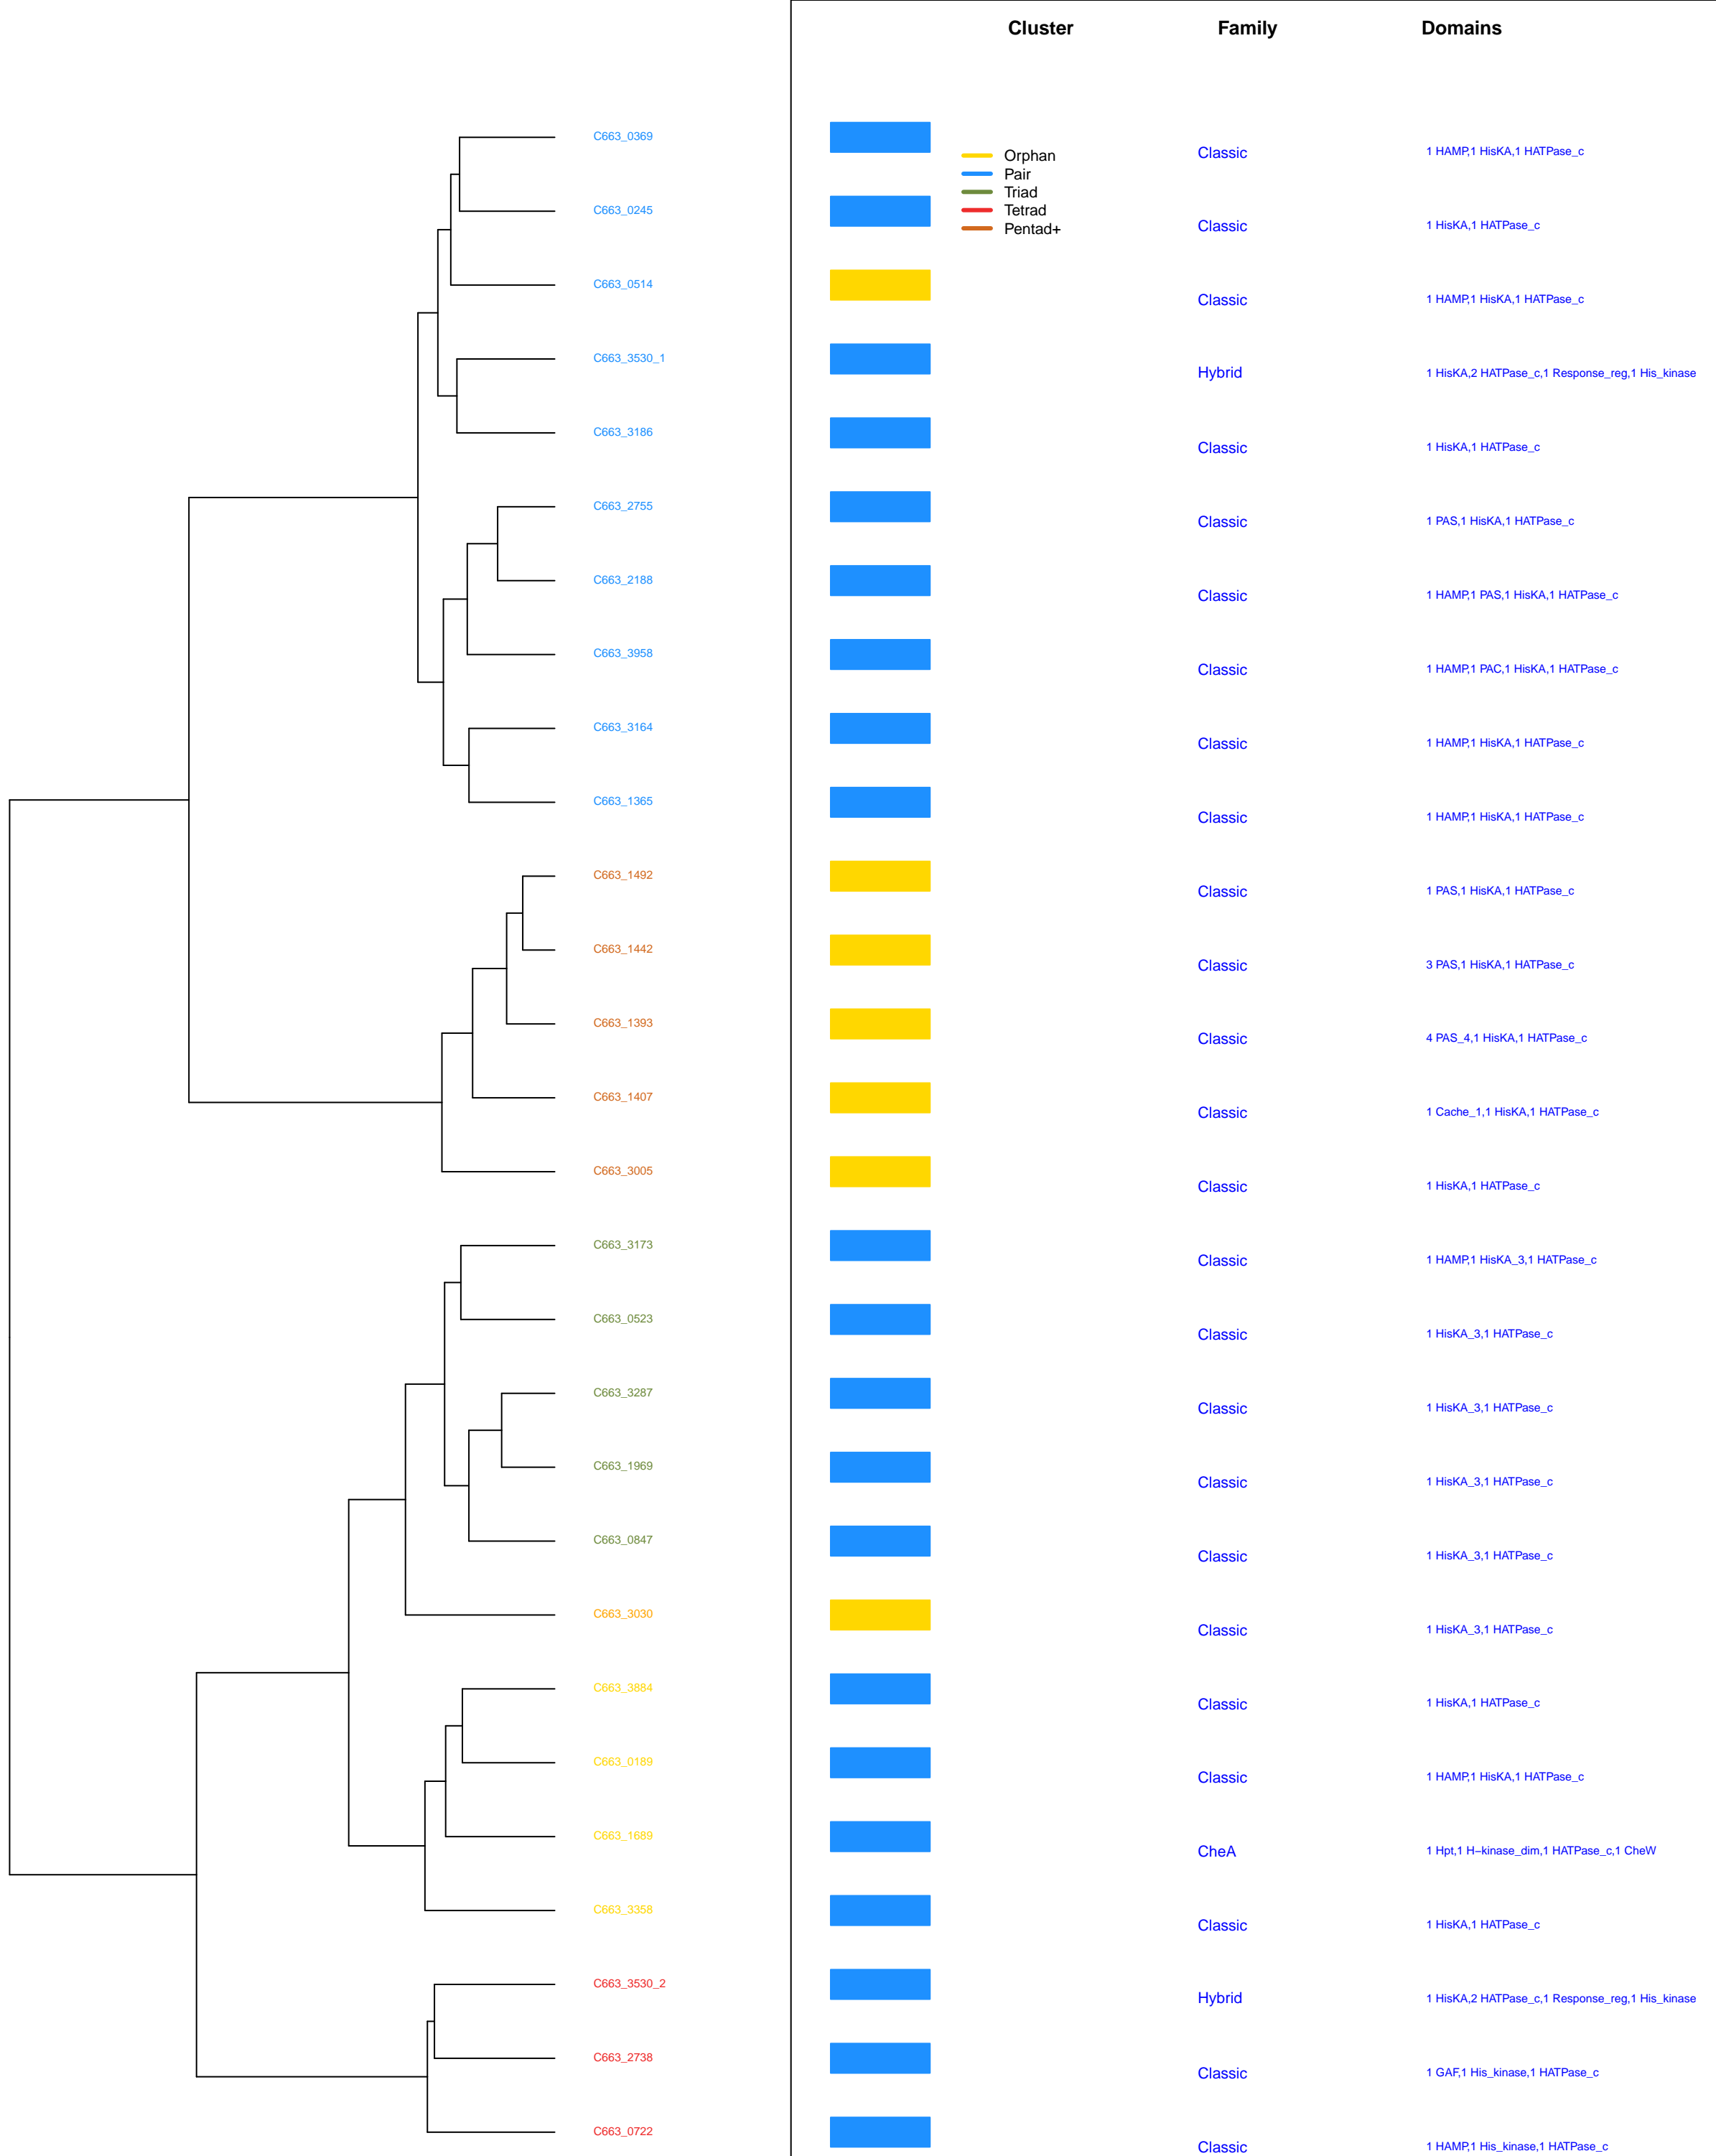 Cluster Family Domains
C663_0369 Classic 1 HAMP,1 HisKA,1 HATPase_c
Orphan
Pair
Triad
Tetrad
Pentad+
C663_0245 Classic 1 HisKA,1 HATPase_c
C663_0514 Classic 1 HAMP,1 HisKA,1 HATPase_c
C663_3530_1 Hybrid 1 HisKA,2 HATPase_c,1 Response_reg,1 His_kinase
C663_3186 Classic 1 HisKA,1 HATPase_c
C663_2755 Classic 1 PAS,1 HisKA,1 HATPase_c
C663_2188 Classic 1 HAMP,1 PAS,1 HisKA,1 HATPase_c
C663_3958 Classic 1 HAMP,1 PAC,1 HisKA,1 HATPase_c
C663_3164 Classic 1 HAMP,1 HisKA,1 HATPase_c
C663_1365 Classic 1 HAMP,1 HisKA,1 HATPase_c
C663_1492 Classic 1 PAS,1 HisKA,1 HATPase_c
C663_1442 Classic 3 PAS,1 HisKA,1 HATPase_c
C663_1393 Classic 4 PAS_4,1 HisKA,1 HATPase_c
C663_1407 Classic 1 Cache_1,1 HisKA,1 HATPase_c
C663_3005 Classic 1 HisKA,1 HATPase_c
C663_3173 Classic 1 HAMP,1 HisKA_3,1 HATPase_c
C663_0523 Classic 1 HisKA_3,1 HATPase_c
C663_3287 Classic 1 HisKA_3,1 HATPase_c
C663_1969 Classic 1 HisKA_3,1 HATPase_c
C663_0847 Classic 1 HisKA_3,1 HATPase_c
C663_3030 Classic 1 HisKA_3,1 HATPase_c
C663_3884 Classic 1 HisKA,1 HATPase_c
C663_0189 Classic 1 HAMP,1 HisKA,1 HATPase_c
C663_1689 CheA 1 Hpt,1 H−kinase_dim,1 HATPase_c,1 CheW
C663_3358 Classic 1 HisKA,1 HATPase_c
C663_3530_2 Hybrid 1 HisKA,2 HATPase_c,1 Response_reg,1 His_kinase
C663_2738 Classic 1 GAF,1 His_kinase,1 HATPase_c
C663_0722 Classic 1 HAMP,1 His_kinase,1 HATPase_c